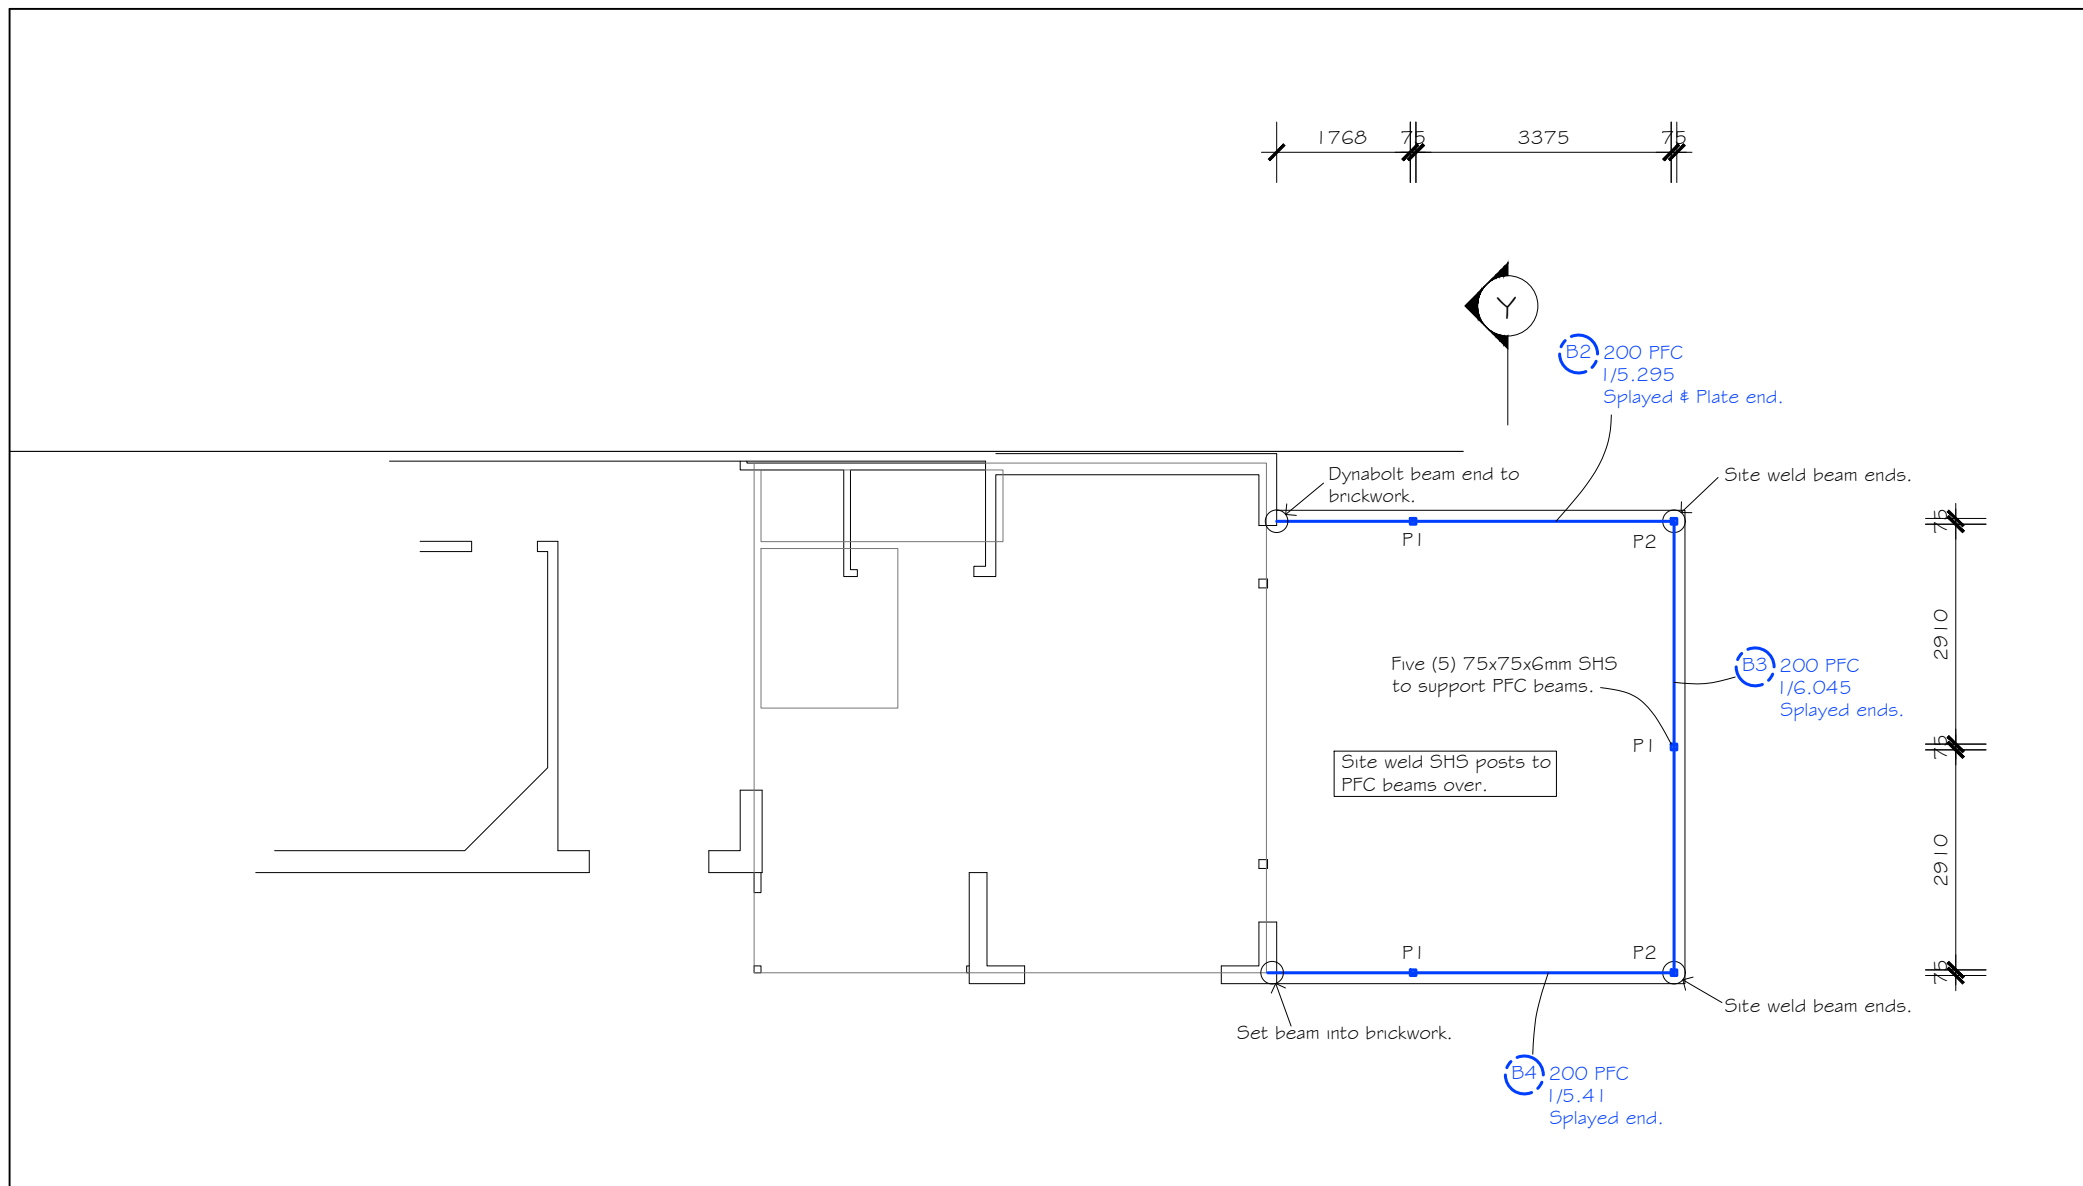 1768 75 3375 75
Y
B2 200 PFC
1/5.295
Splayed & Plate end.
Dynabolt beam end to
brickwork.
Site weld beam ends.
75
P1
P2
2910
Five (5) 75x75x6mm SHS
to support PFC beams.
B3 200 PFC
1/6.045
Splayed ends.
P1
75
Site weld SHS posts to
PFC beams over.
2910
P1
P2
75
Site weld beam ends.
Set beam into brickwork.
B4 200 PFC
1/5.41
Splayed end.